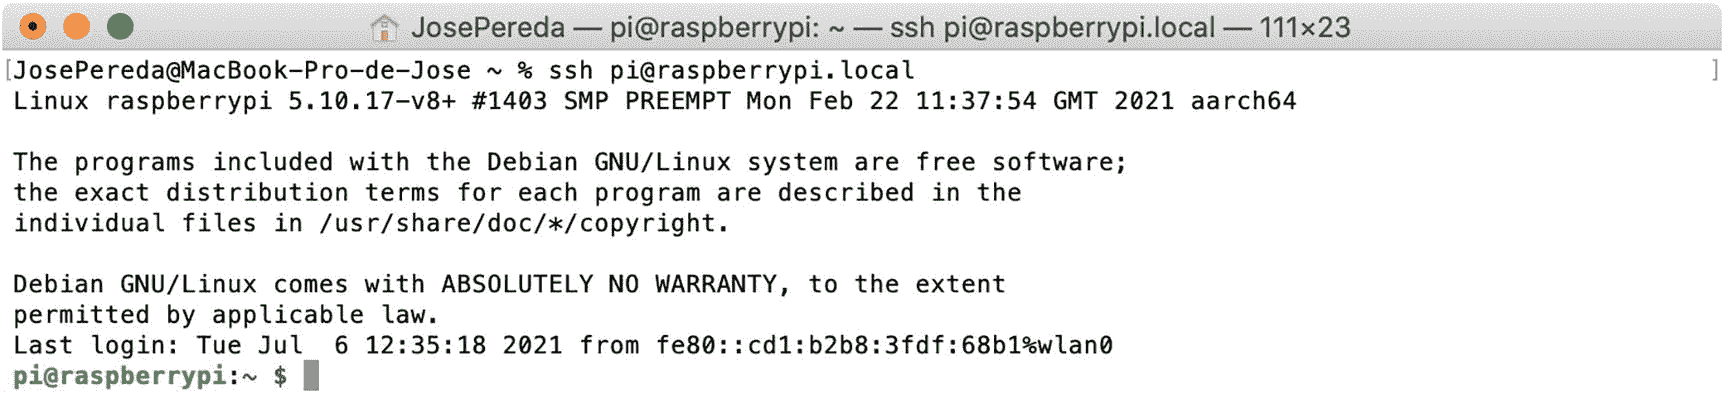 JosePereda — pi@raspberrypi: ~ — ssh pi@raspberrypi.local — 111×23
[JosePereda@MacBook-Pro-de-Jose ~ % ssh pi@raspberrypi.local ]
Linux raspberrypi 5.10.17-v8+ #1403 SMP PREEMPT Mon Feb 22 11:37:54 GMT 2021 aarch64
The programs included with the Debian GNU/Linux system are free software;
the exact distribution terms for each program are described in the
individual files in /usr/share/doc/*/copyright.
Debian GNU/Linux comes with ABSOLUTELY NO WARRANTY, to the extent
permitted by applicable law.
Last login: Tue Jul  6 12:35:18 2021 from fe80::cd1:b2b8:3fdf:68b1%wlan0
pi@raspberrypi:~ $